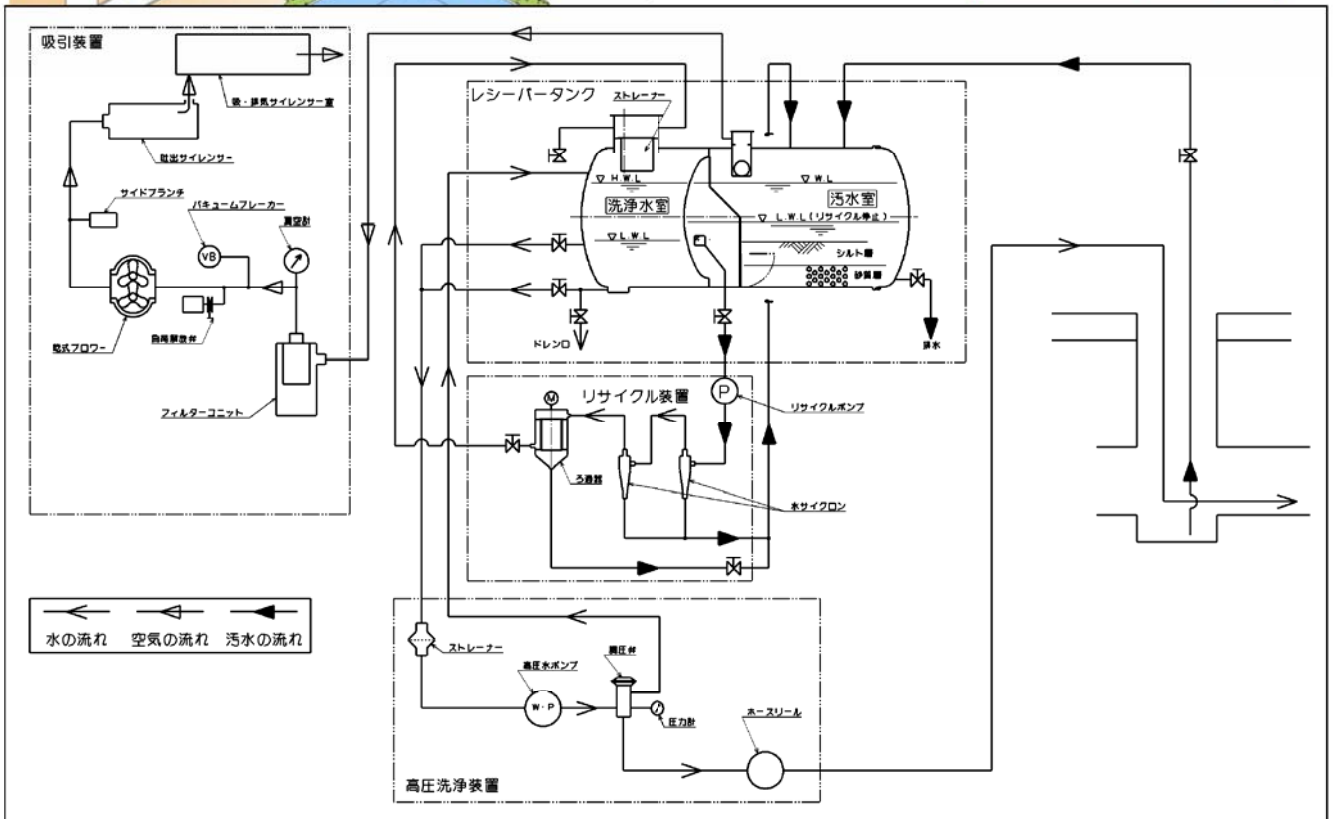 吸引装置
吸・排気サイレンサー室
吐出サイレンサー
サイドブランチ
バキュームブレーカー
真空計
VB
乾式ブロワー
負荷解放弁
フィルターユニット
水の流れ
空気の流れ
汚水の流れ
レシーバータンク
ストレーナー
H.W.L
W.L
洗浄水室
汚水室
L.W.L(リサイクル停止)
L.W.L
シルト層
砂質層
ドレン口
排水
リサイクル装置
M
P
リサイクルポンプ
ろ過器
水サイクロン
ストレーナー
高圧水ポンプ
調圧弁
W・P
圧力計
ホースリール
高圧洗浄装置